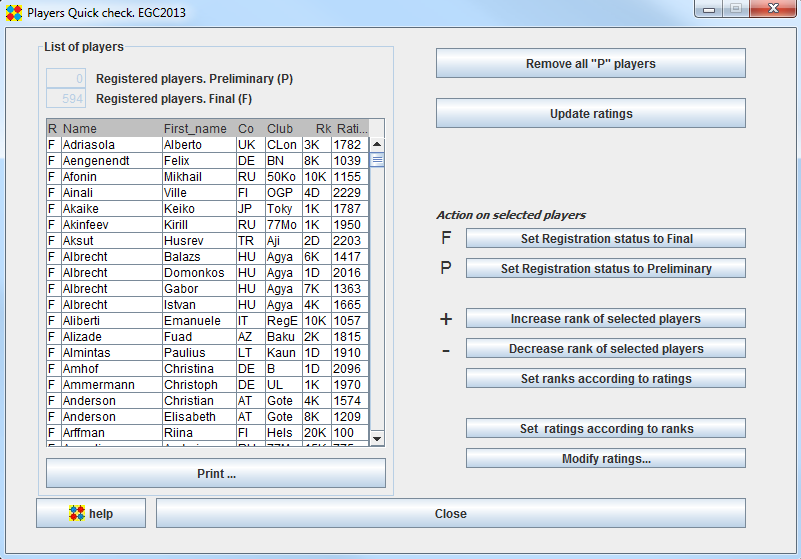 Players Quick check. EGC2013
List of players
0 Registered players. Preliminary (P)
594 Registered players. Final (F)
R Name First_name Co Club Rk Rati...
F Adriasola Alberto UK CLon 3K 1782
F Aengenendt Felix DE BN 8K 1039
F Afonin Mikhail RU 50Ko 10K 1155
F Ainali Ville FI OGP 4D 2229
F Akaike Keiko JP Toky 1K 1787
F Akinfeev Kirill RU 77Mo 1K 1950
F Aksut Husrev TR Aji 2D 2203
F Albrecht Balazs HU Agya 6K 1417
F Albrecht Domonkos HU Agya 1D 2016
F Albrecht Gabor HU Agya 7K 1363
F Albrecht Istvan HU Agya 4K 1665
F Aliberti Emanuele IT RegE 10K 1057
F Alizade Fuad AZ Baku 2K 1815
F Almintas Paulius LT Kaun 1D 1910
F Amhof Christina DE B 1D 2096
F Ammermann Christoph DE UL 1K 1970
F Anderson Christian AT Gote 4K 1574
F Anderson Elisabeth AT Gote 8K 1209
F Arffman Riina FI Hels 20K 100
Print ...
help
Close
Remove all "P" players
Update ratings
Action on selected players
F Set Registration status to Final
P Set Registration status to Preliminary
+ Increase rank of selected players
- Decrease rank of selected players
Set ranks according to ratings
Set ratings according to ranks
Modify ratings...